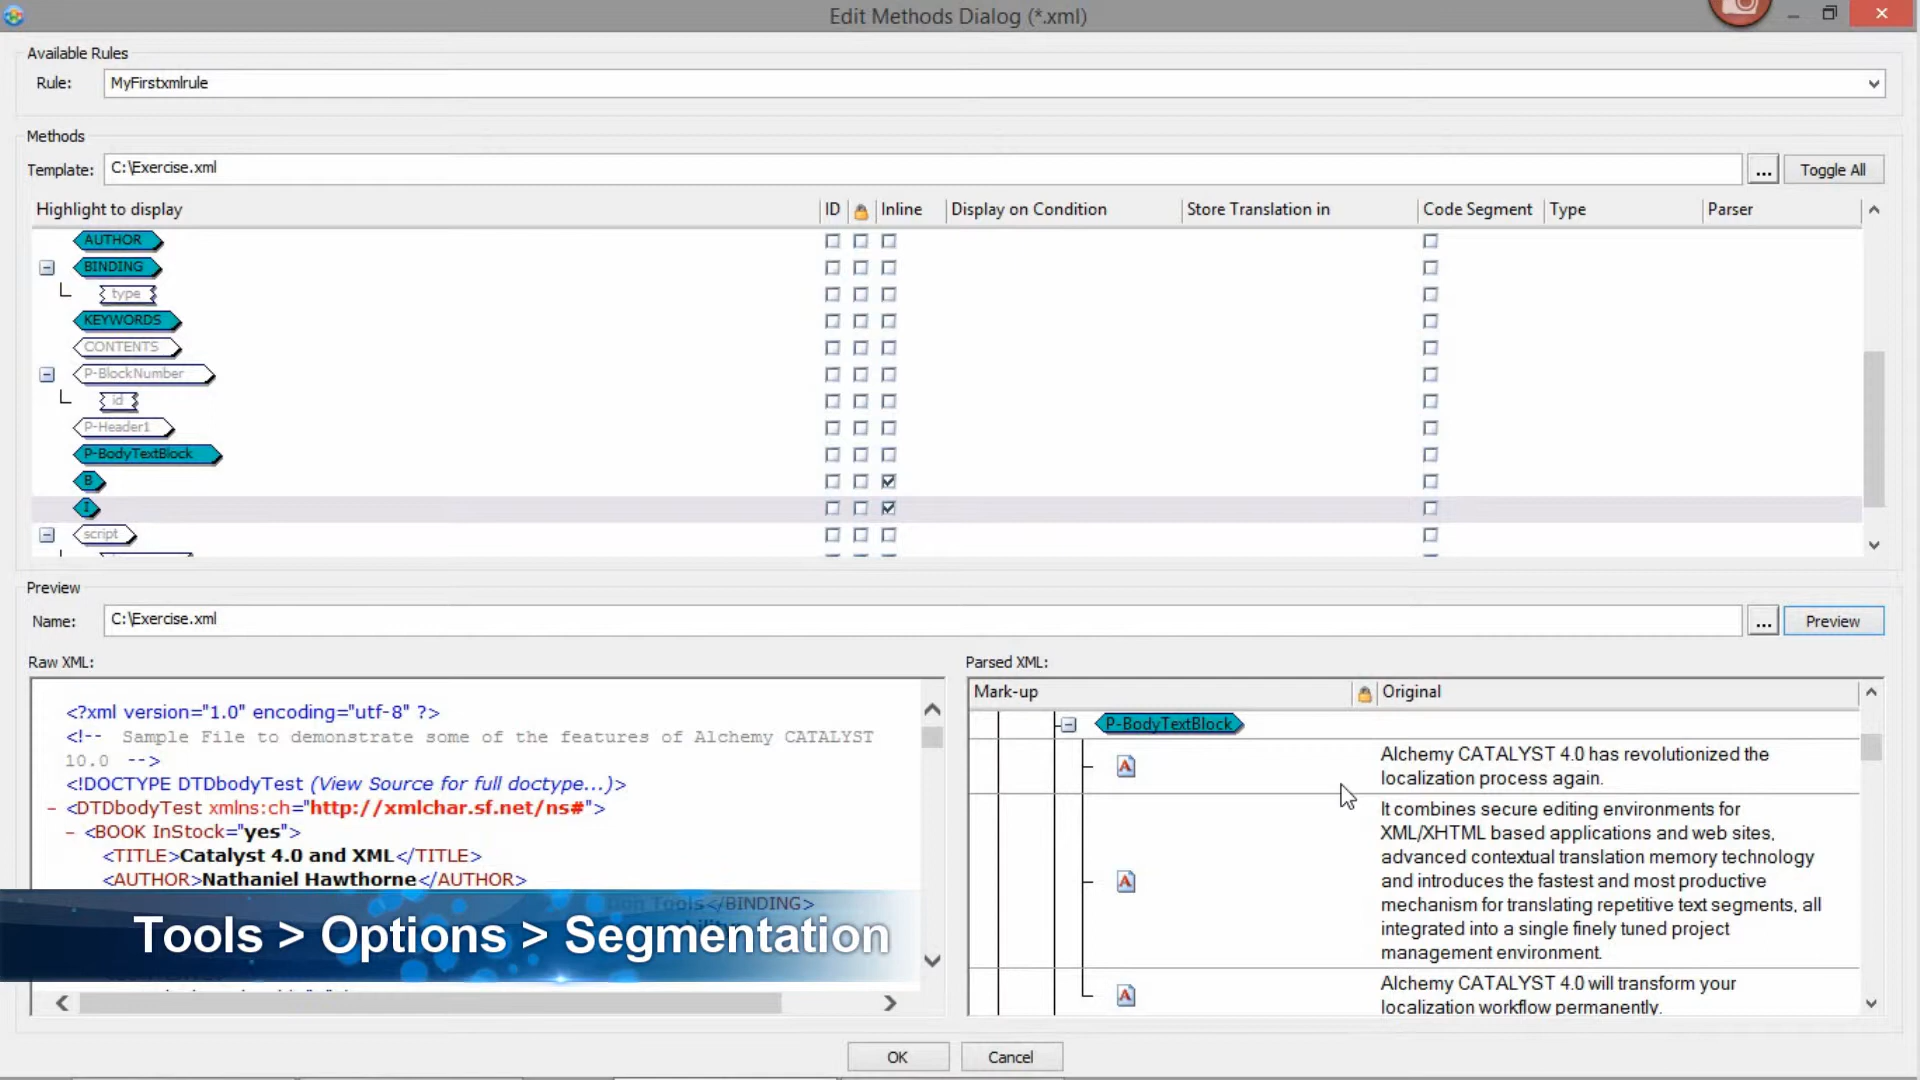 Edit Methods Dialog (*.xml)
Available Rules
Rule:
MyFirstxmlrule
Methods
Template:
C:\Exercise.xml
...
Toggle All
Highlight to display
ID
Inline
Display on Condition
Store Translation in
Code Segment
Type
Parser
AUTHOR
BINDING
type
KEYWORDS
CONTENTS
P-BlockNumber
id
P-Header1
P-BodyTextBlock
B
I
script
Preview
Name:
C:\Exercise.xml
...
Preview
Raw XML:
<?xml version="1.0" encoding="utf-8" ?>
<!-- Sample File to demonstrate some of the features of Alchemy CATALYST
10.0 -->
<!DOCTYPE DTDbodyTest (View Source for full doctype...)>
- <DTDbodyTest xmlns:ch="http://xmlchar.sf.net/ns#">
- <BOOK InStock="yes">
<TITLE>Catalyst 4.0 and XML</TITLE>
<AUTHOR>Nathaniel Hawthorne</AUTHOR>
Tools</BINDING>
Tools > Options > Segmentation
Parsed XML:
Mark-up
Original
P-BodyTextBlock
Alchemy CATALYST 4.0 has revolutionized the
localization process again.
It combines secure editing environments for
XML/XHTML based applications and web sites,
advanced contextual translation memory technology
and introduces the fastest and most productive
mechanism for translating repetitive text segments, all
integrated into a single finely tuned project
management environment.
Alchemy CATALYST 4.0 will transform your
localization workflow permanently.
OK
Cancel